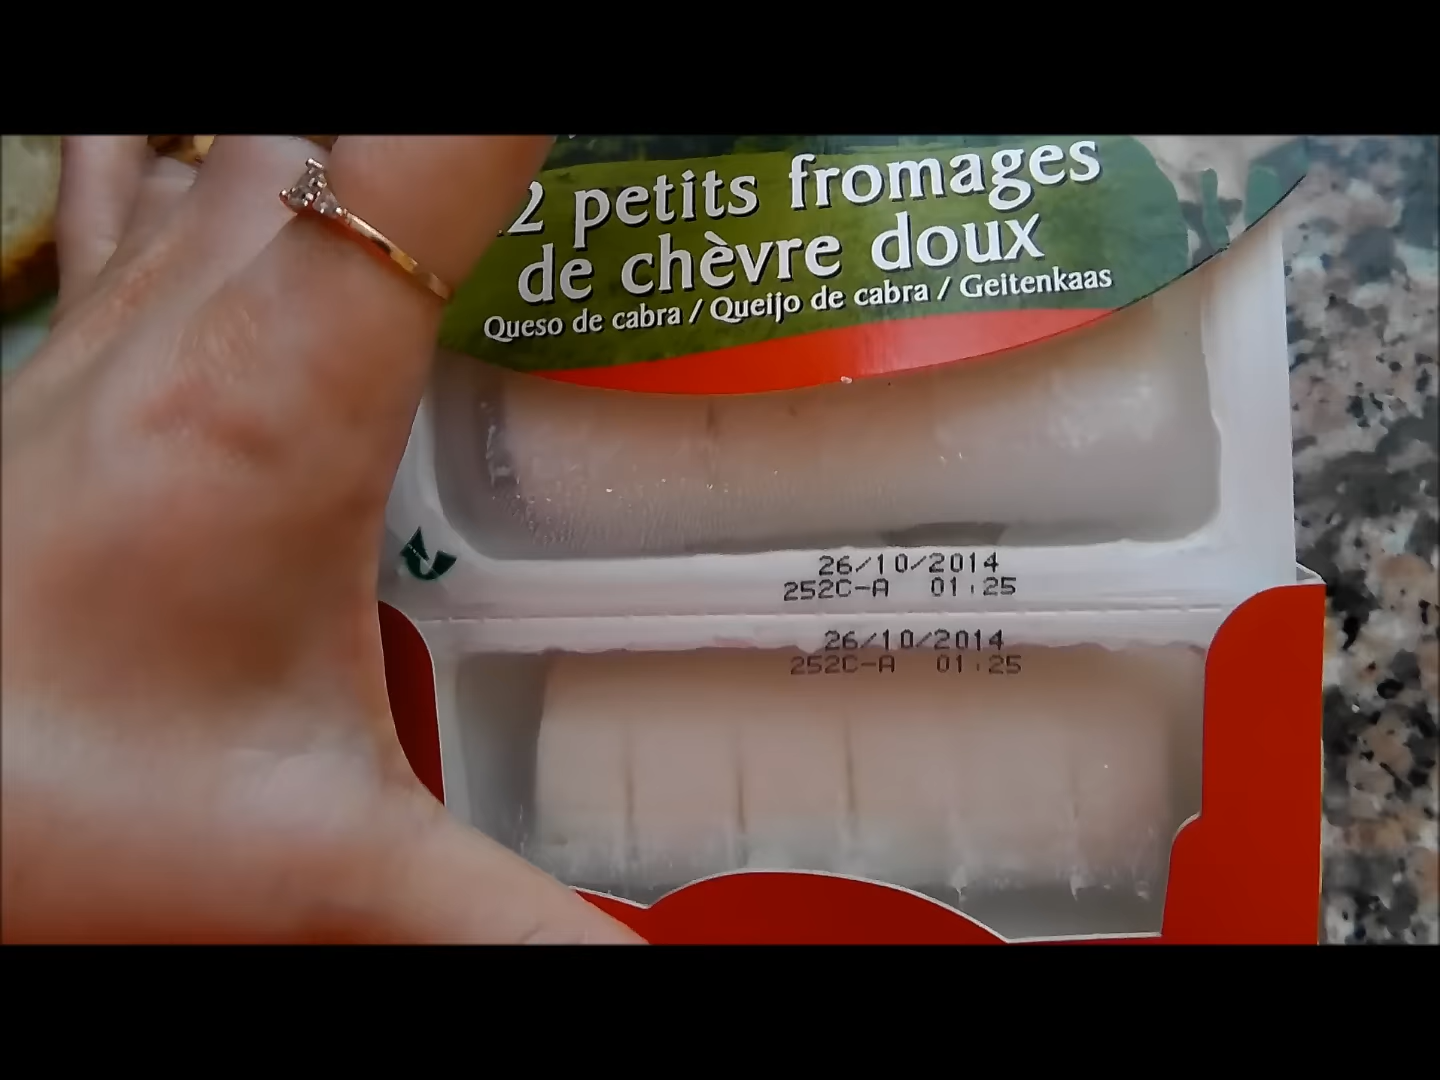 2 petits fromages
de chèvre doux
Queso de cabra / Queijo de cabra / Geitenkaas
26/10/2014
252C-A 01:25
26/10/2014
252C-A 01:25